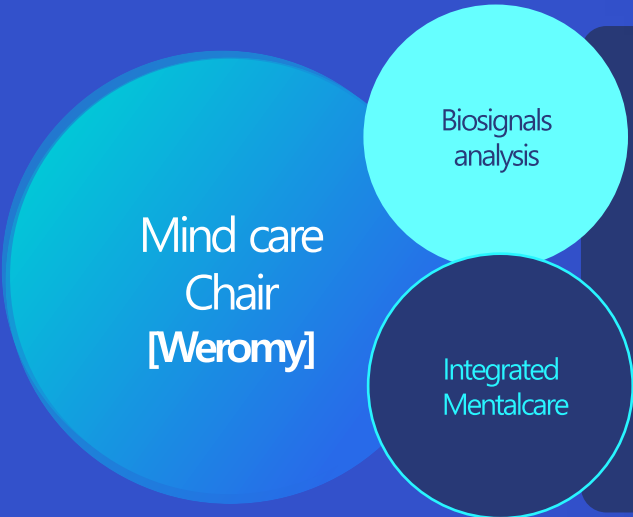 Mind care
Chair
[Weromy]
Biosignals
analysis
Integrated
Mentalcare